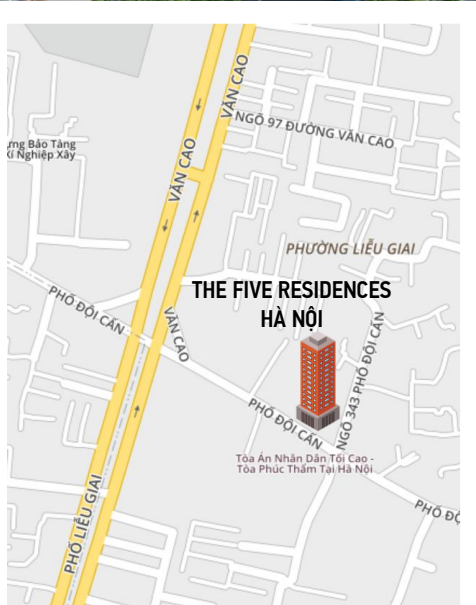 VĂN CAO
NGÕ 97 ĐƯỜNG VĂN CAO
ưng Bảo Tàng
Xí Nghiệp Xây
VĂN CAO
PHƯỜNG LIỄU GIAI
THE FIVE RESIDENCES
HÀ NỘI
PHỐ ĐỘI CẤN
VĂN CAO
NGÕ 343 PHỐ ĐỘI CẤN
PHỐ ĐỘI CẤN
Tòa Án Nhân Dân Tối Cao -
Tòa Phúc Thẩm Tại Hà Nội
PHỐ LIỄU GIAI
PHỐ ĐỘ